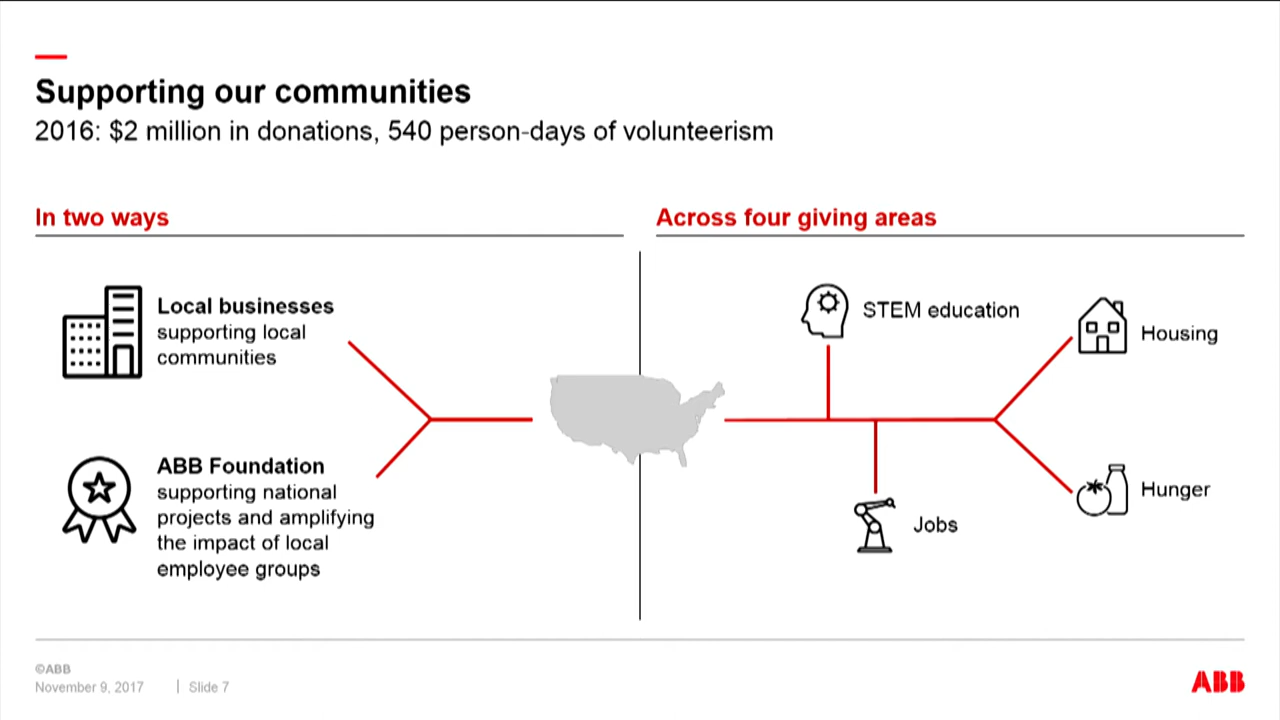 Supporting our communities
2016: $2 million in donations, 540 person-days of volunteerism
In two ways
Local businesses
supporting local
communities
ABB Foundation
supporting national
projects and amplifying
the impact of local
employee groups
Across four giving areas
STEM education
Housing
Jobs
Hunger
©ABB
November 9, 2017 | Slide 7
ABB